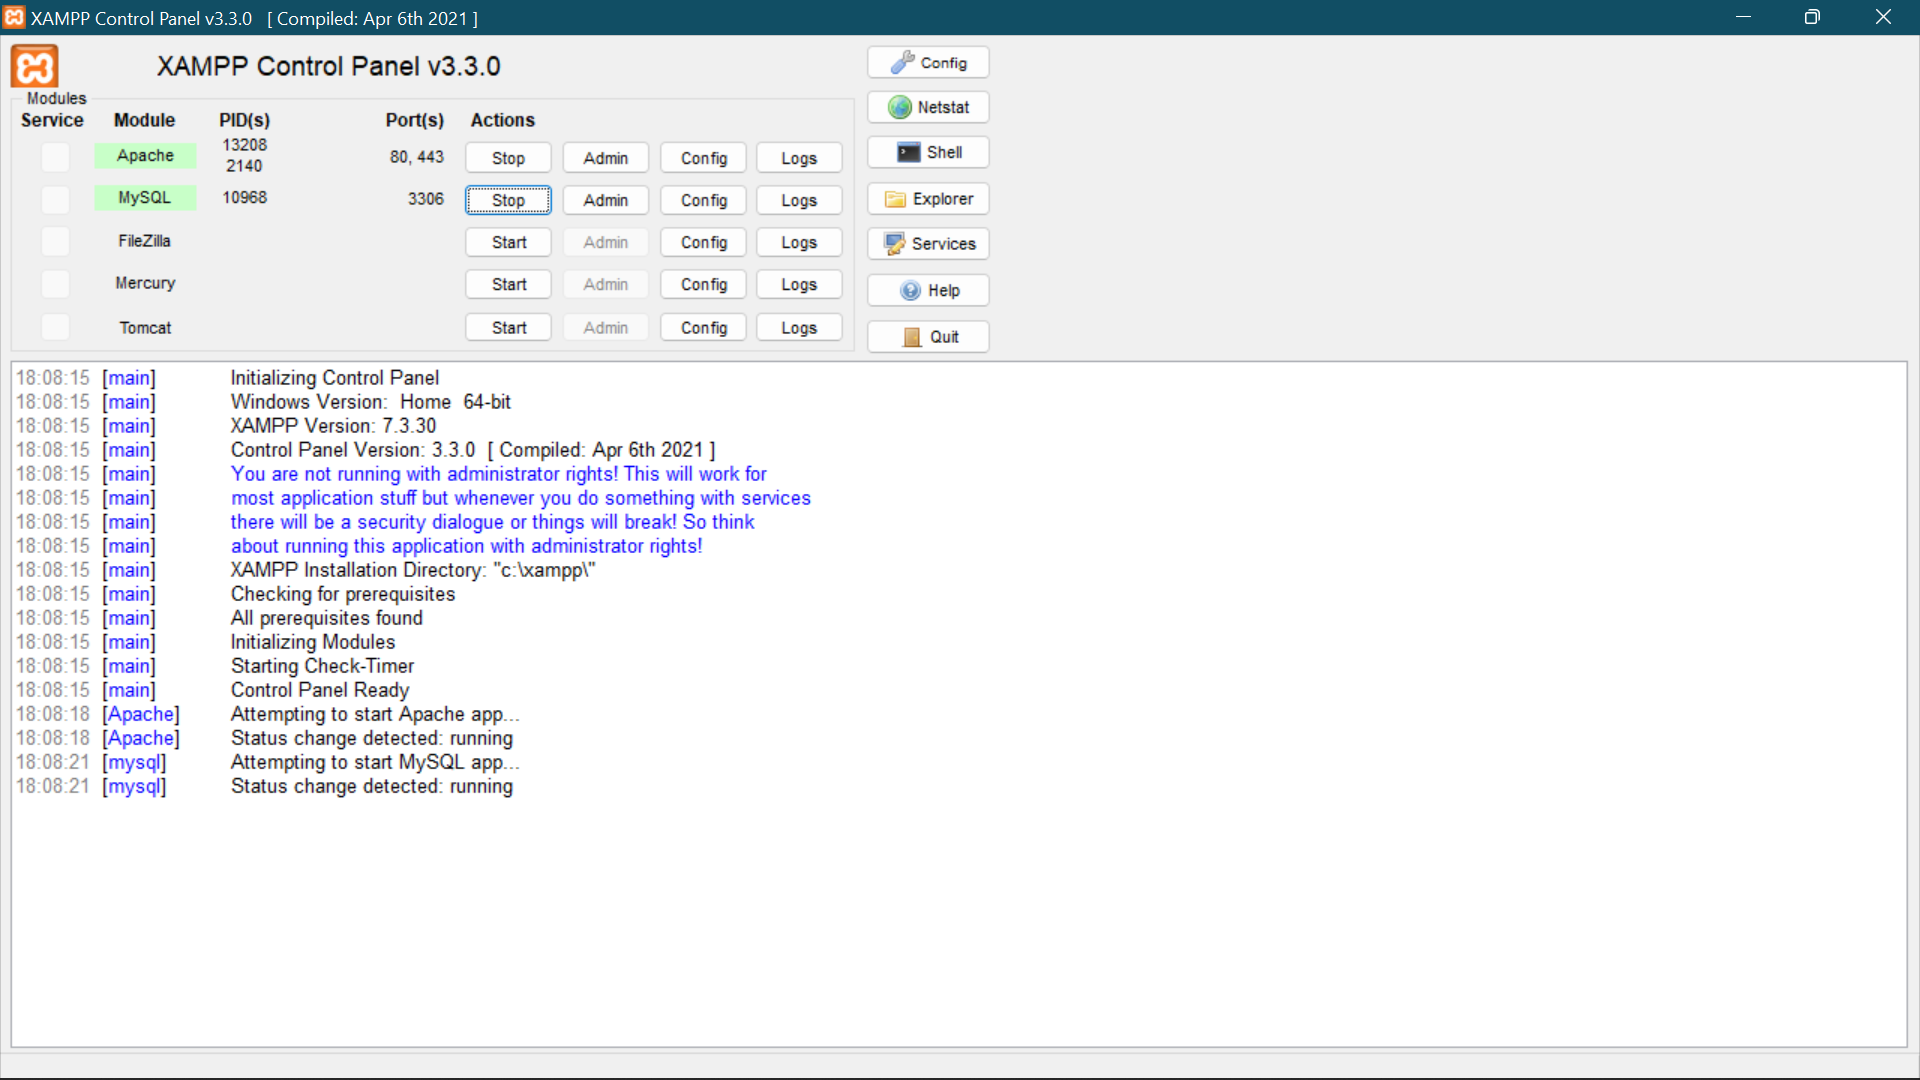 XAMPP Control Panel v3.3.0 [ Compiled: Apr 6th 2021 ]
XAMPP Control Panel v3.3.0
Config
Modules
Netstat
Service Module PID(s) Port(s) Actions
Apache 13208 2140 80, 443 Stop Admin Config Logs
Shell
MySQL 10968 3306 Stop Admin Config Logs
Explorer
FileZilla Start Admin Config Logs
Services
Mercury Start Admin Config Logs
Help
Tomcat Start Admin Config Logs
Quit
18:08:15 [main] Initializing Control Panel
18:08:15 [main] Windows Version: Home 64-bit
18:08:15 [main] XAMPP Version: 7.3.30
18:08:15 [main] Control Panel Version: 3.3.0 [ Compiled: Apr 6th 2021 ]
18:08:15 [main] You are not running with administrator rights! This will work for
18:08:15 [main] most application stuff but whenever you do something with services
18:08:15 [main] there will be a security dialogue or things will break! So think
18:08:15 [main] about running this application with administrator rights!
18:08:15 [main] XAMPP Installation Directory: "c:\xampp\"
18:08:15 [main] Checking for prerequisites
18:08:15 [main] All prerequisites found
18:08:15 [main] Initializing Modules
18:08:15 [main] Starting Check-Timer
18:08:15 [main] Control Panel Ready
18:08:18 [Apache] Attempting to start Apache app...
18:08:18 [Apache] Status change detected: running
18:08:21 [mysql] Attempting to start MySQL app...
18:08:21 [mysql] Status change detected: running